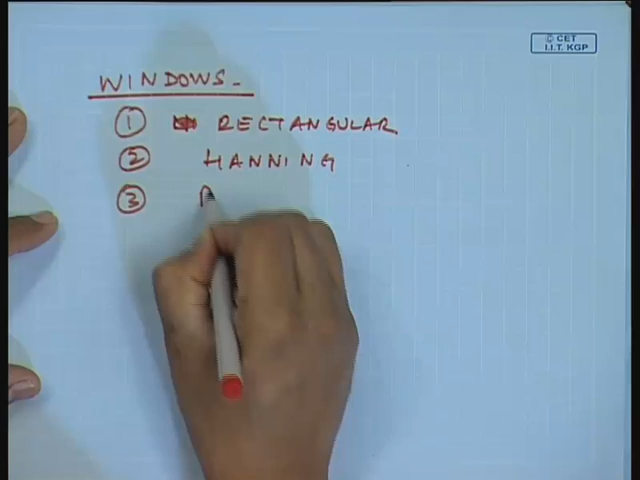 © CET
I.I.T. KGP
WINDOWS -
① RECTANGULAR
② HANNING
③